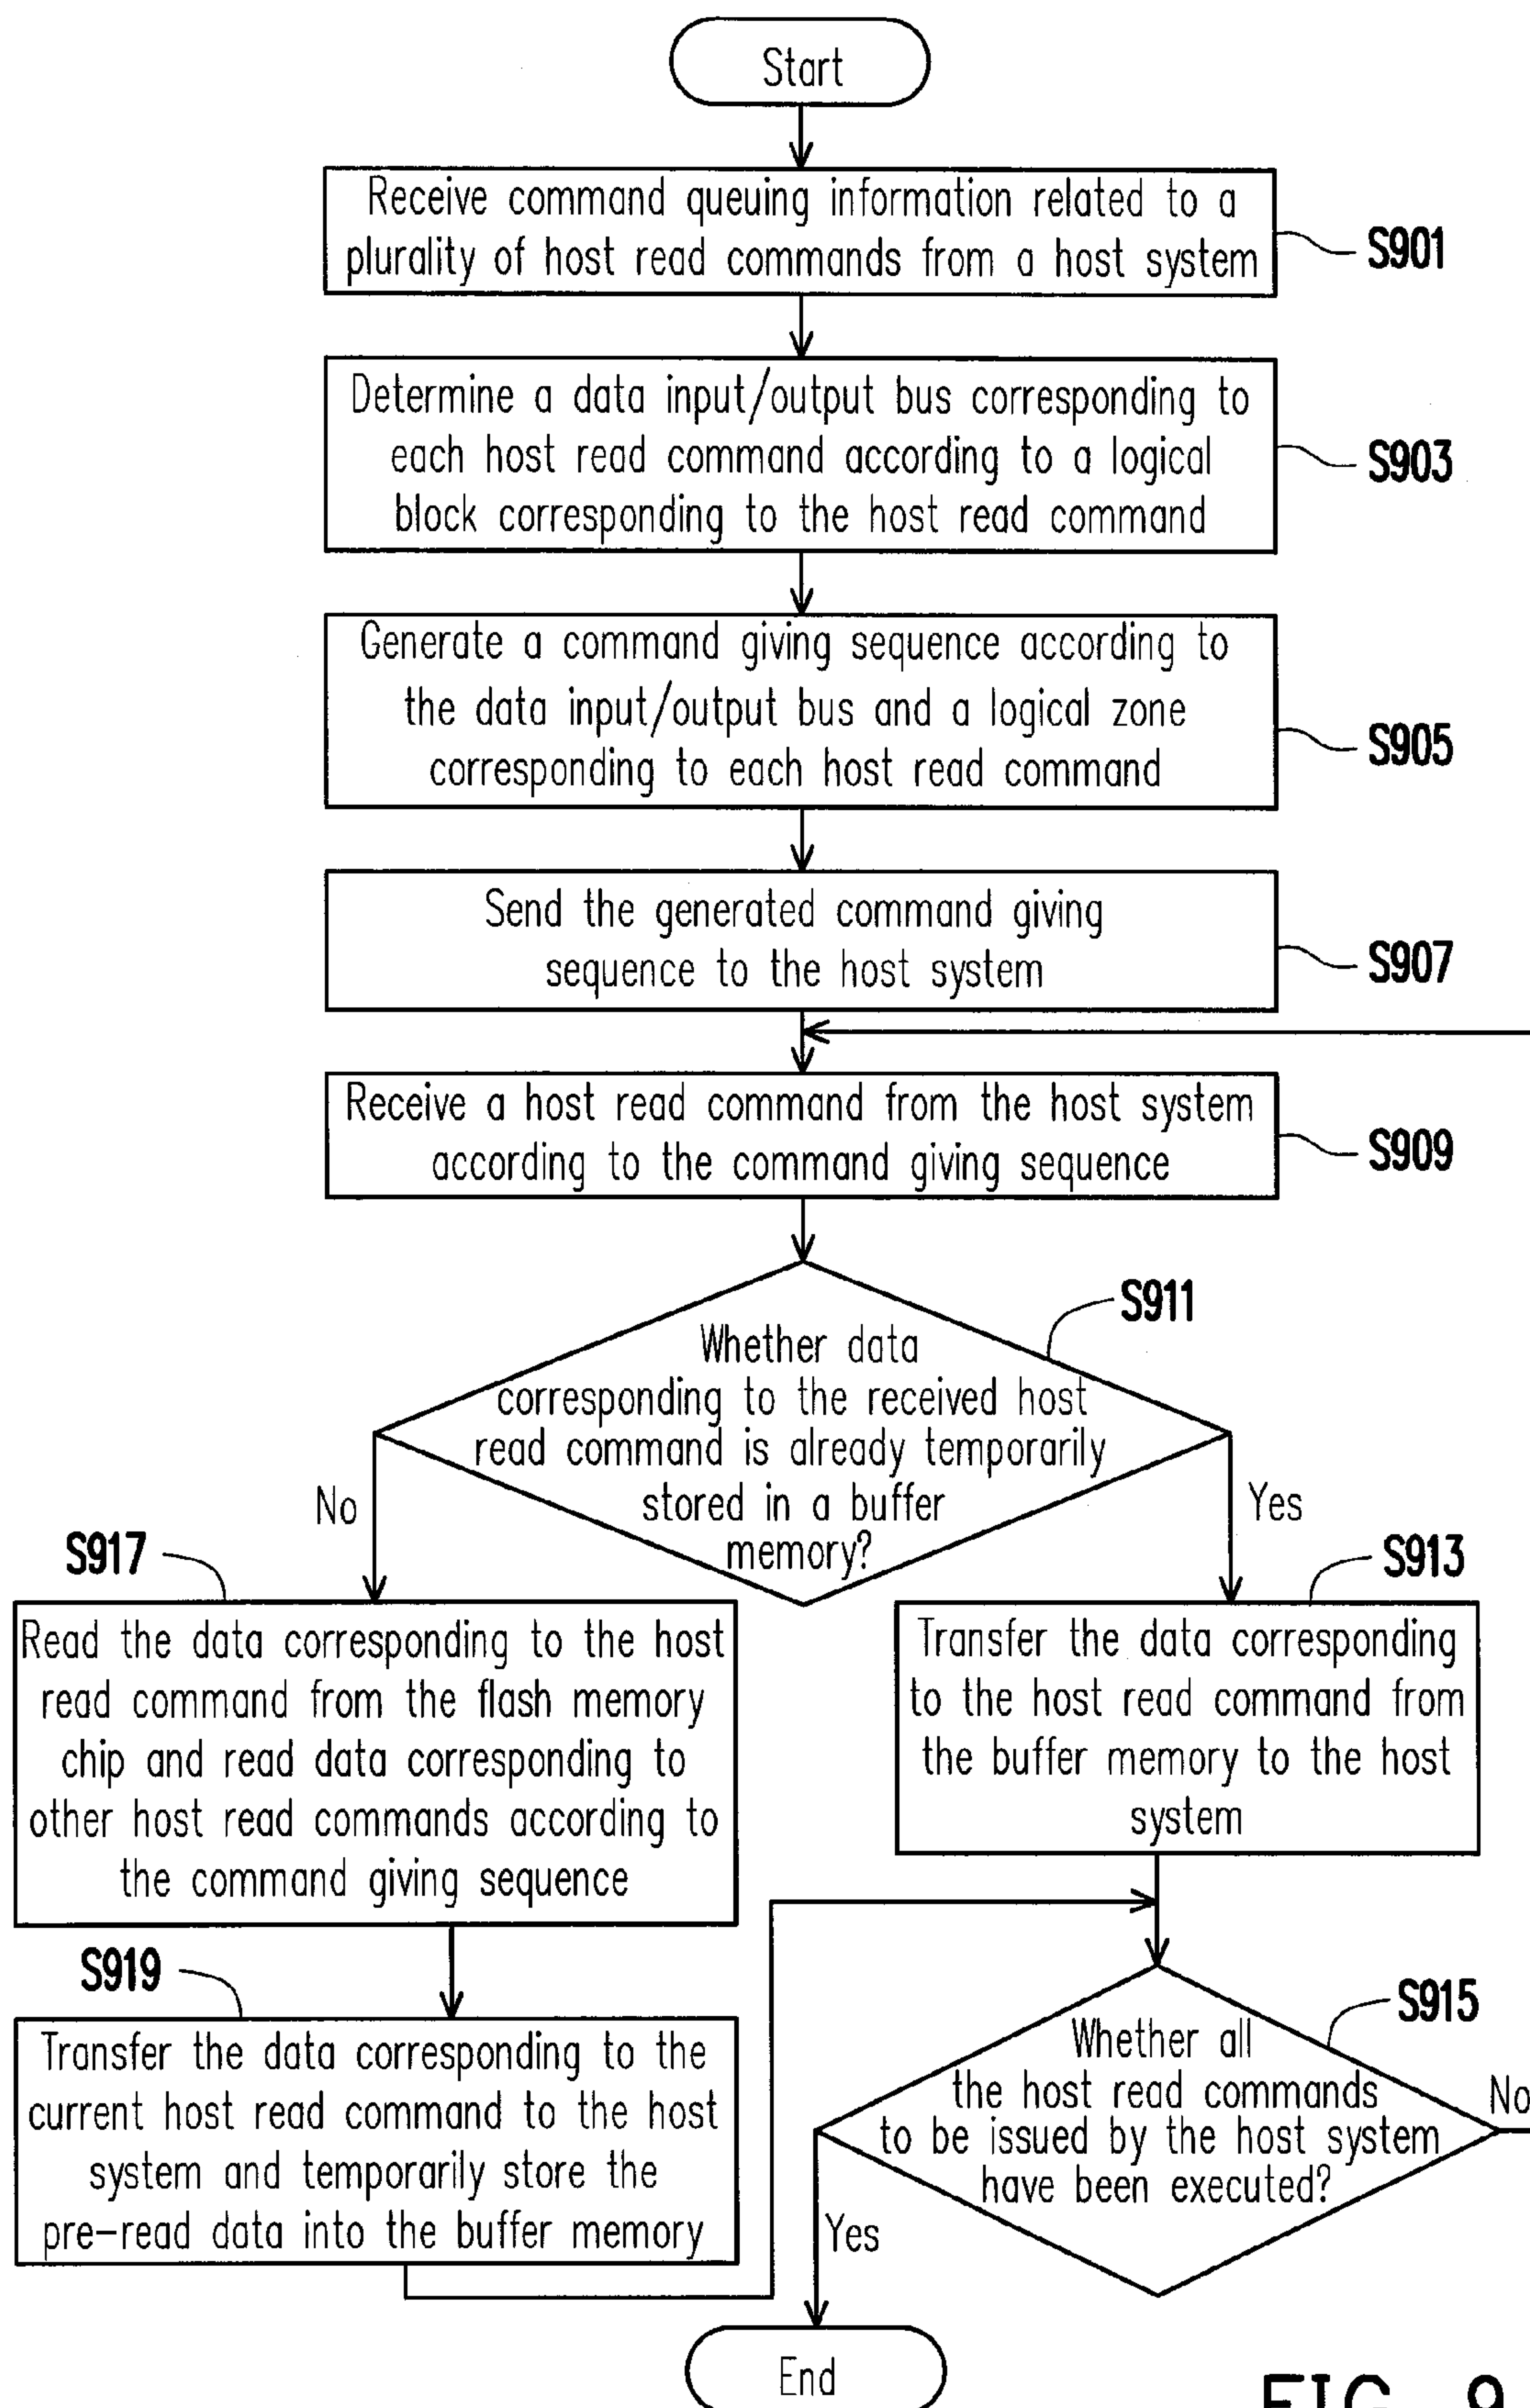 Start
Receive command queuing information related to a
plurality of host read commands from a host system
S901
Determine a data input/output bus corresponding to
each host read command according to a logical
block corresponding to the host read command
S903
Generate a command giving sequence according to
the data input/output bus and a logical zone
corresponding to each host read command
S905
Send the generated command giving
sequence to the host system
S907
Receive a host read command from the host system
according to the command giving sequence
S909
S911
Whether data
corresponding to the received host
read command is already temporarily
stored in a buffer
memory?
No
Yes
S917
Read the data corresponding to the host
read command from the flash memory
chip and read data corresponding to
other host read commands according to
the command giving sequence
S913
Transfer the data corresponding
to the host read command from
the buffer memory to the host
system
S919
Transfer the data corresponding to the
current host read command to the host
system and temporarily store the
pre-read data into the buffer memory
S915
Whether all
the host read commands
to be issued by the host system
have been executed?
No
Yes
End
FIG. 9